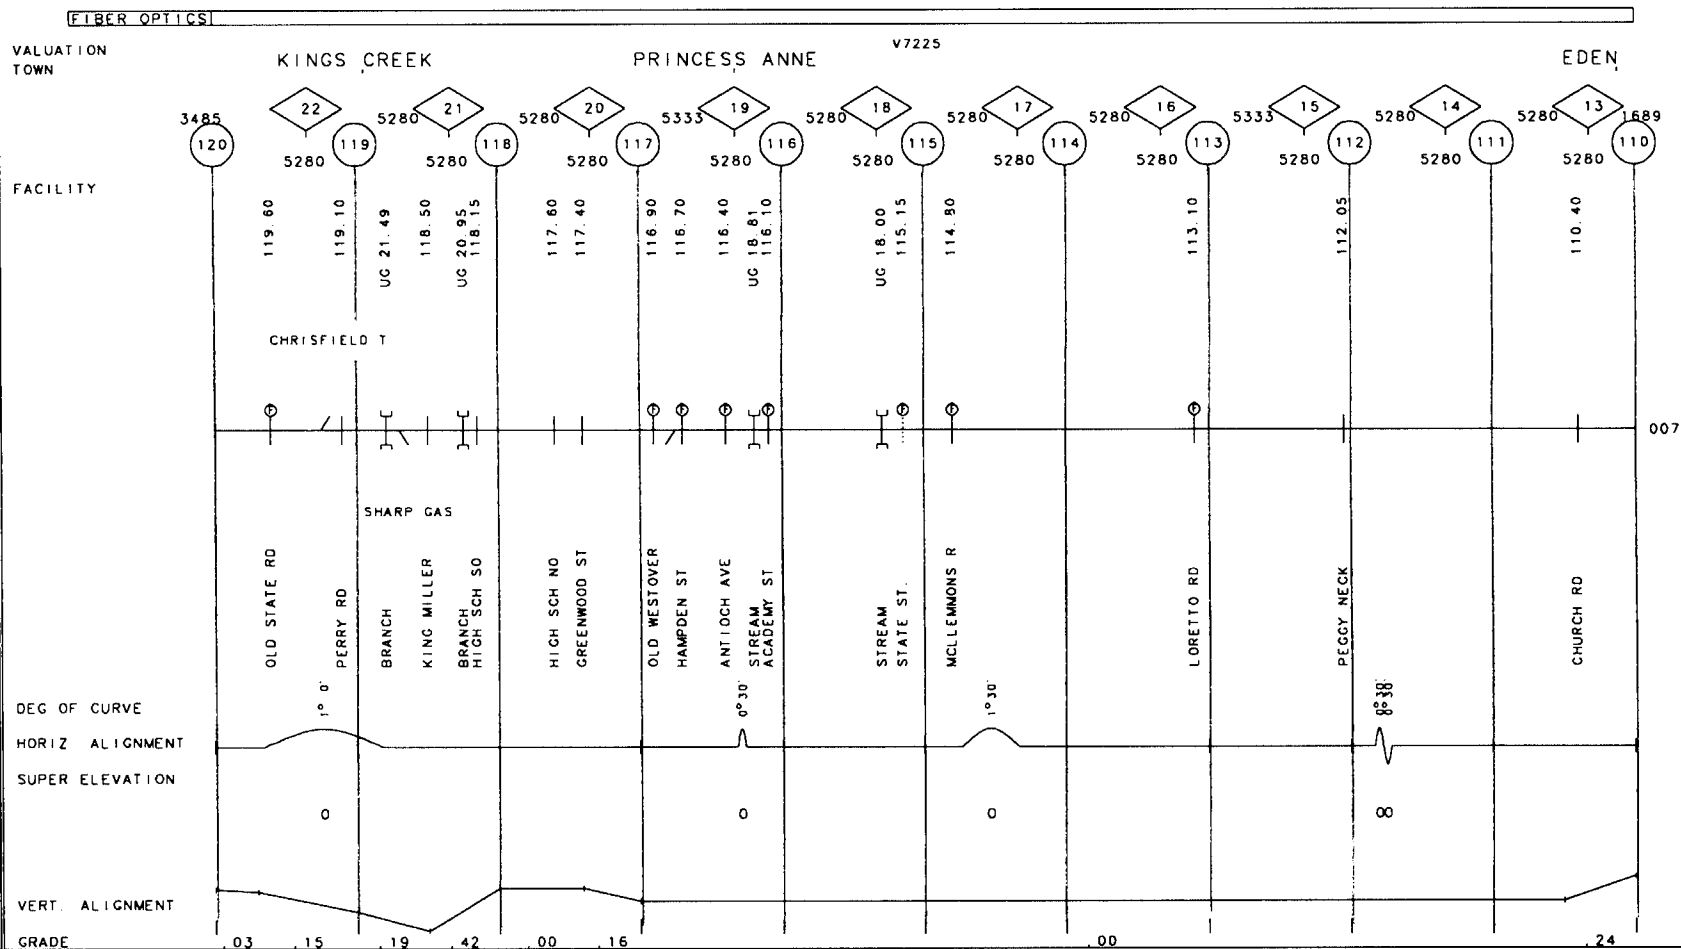 FIBER OPTICS
VALUATION V7225
TOWN KINGS CREEK PRINCESS ANNE EDEN
22 21 20 19 18 17 16 15 14 13
3485 5280 5280 5333 5280 5280 5280 5333 5280 5280 1689
120 119 118 117 116 115 114 113 112 111 110
5280 5280 5280 5280 5280 5280 5280 5280 5280 5280
FACILITY
119.60
119.10
UG 21.49
118.50
UG 20.95
118.15
117.60
117.40
116.90
116.70
116.40
UG 18.81
116.10
UG 18.00
115.15
114.80
113.10
112.05
110.40
CHRISFIELD T
F F F F F F F F
007
SHARP GAS
OLD STATE RD
PERRY RD
BRANCH
KING MILLER
BRANCH
HIGH SCH SO
HIGH SCH NO
GREENWOOD ST
OLD WESTOVER
HAMPDEN ST
ANTIOCH AVE
STREAM
ACADEMY ST
STREAM
STATE ST.
MCLLEMMONS R
LORETTO RD
PEGGY NECK
CHURCH RD
DEG OF CURVE 1° 0' 0°30' 1°30' 0°30' 0°30'
HORIZ ALIGNMENT
SUPER ELEVATION
0 0 0 0 0
VERT. ALIGNMENT
GRADE .03 .15 .19 .42 .00 .16 .00 .24